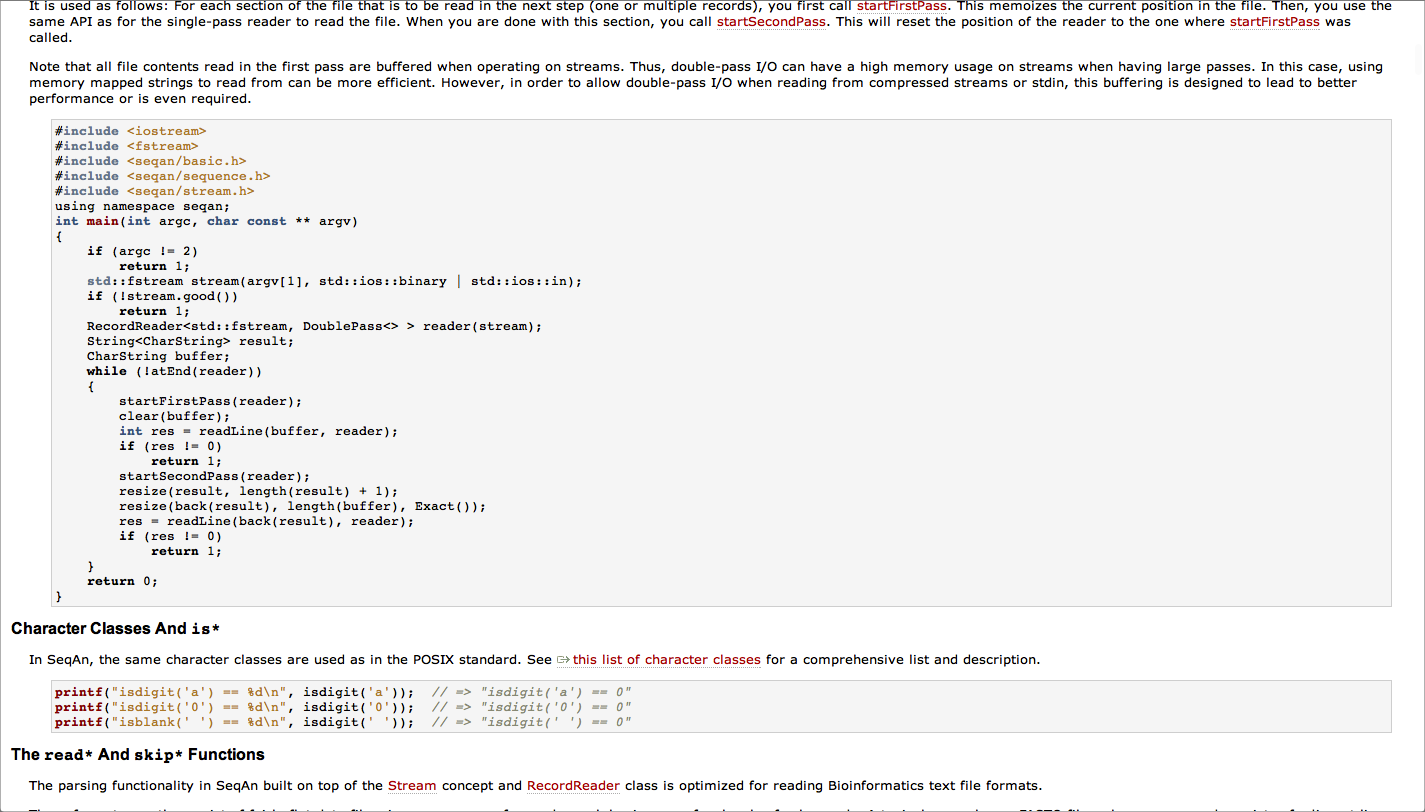 It is used as follows: For each section of the file that is to be read in the next step (one or multiple records), you first call startFirstPass. This memoizes the current position in the file. Then, you use the
same API as for the single-pass reader to read the file. When you are done with this section, you call startSecondPass. This will reset the position of the reader to the one where startFirstPass was
called.
Note that all file contents read in the first pass are buffered when operating on streams. Thus, double-pass I/O can have a high memory usage on streams when having large passes. In this case, using
memory mapped strings to read from can be more efficient. However, in order to allow double-pass I/O when reading from compressed streams or stdin, this buffering is designed to lead to better
performance or is even required.
#include <iostream>
#include <fstream>
#include <seqan/basic.h>
#include <seqan/sequence.h>
#include <seqan/stream.h>
using namespace seqan;
int main(int argc, char const ** argv)
{
    if (argc != 2)
        return 1;
    std::fstream stream(argv[1], std::ios::binary | std::ios::in);
    if (!stream.good())
        return 1;
    RecordReader<std::fstream, DoublePass<> > reader(stream);
    String<CharString> result;
    CharString buffer;
    while (!atEnd(reader))
    {
        startFirstPass(reader);
        clear(buffer);
        int res = readLine(buffer, reader);
        if (res != 0)
            return 1;
        startSecondPass(reader);
        resize(result, length(result) + 1);
        resize(back(result), length(buffer), Exact());
        res = readLine(back(result), reader);
        if (res != 0)
            return 1;
    }
    return 0;
}
Character Classes And is*
In SeqAn, the same character classes are used as in the POSIX standard. See this list of character classes for a comprehensive list and description.
printf("isdigit('a') == %d\n", isdigit('a'));  // => "isdigit('a') == 0"
printf("isdigit('0') == %d\n", isdigit('0'));  // => "isdigit('0') == 0"
printf("isblank(' ') == %d\n", isdigit(' '));  // => "isdigit(' ') == 0"
The read* And skip* Functions
The parsing functionality in SeqAn built on top of the Stream concept and RecordReader class is optimized for reading Bioinformatics text file formats.